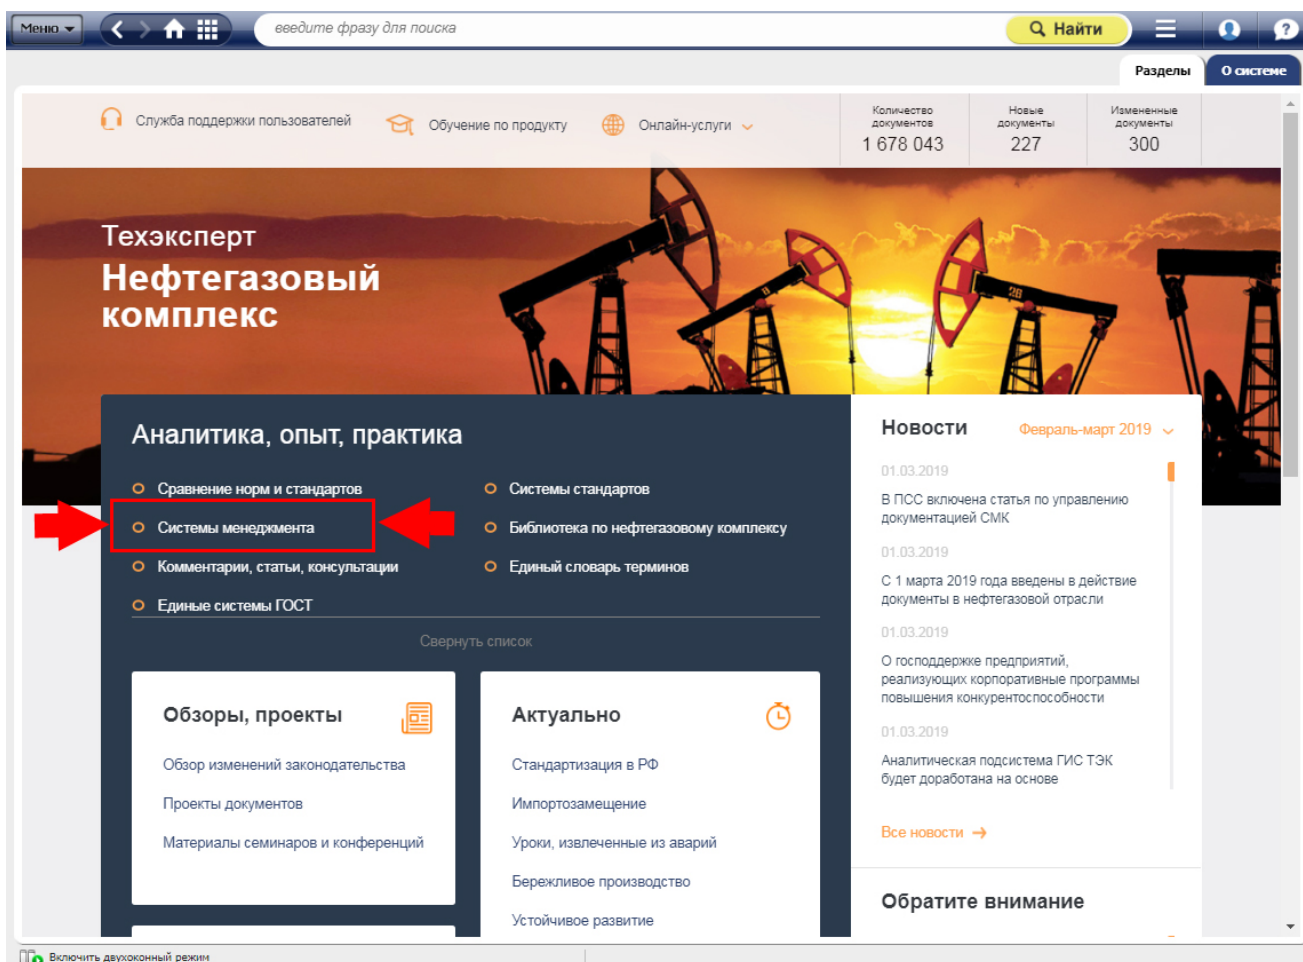 Меню
введите фразу для поиска
Найти
?
Разделы
О системе
Служба поддержки пользователей
Обучение по продукту
Онлайн-услуги
Количество
документов
1 678 043
Новые
документы
227
Измененные
документы
300
Техэксперт
Нефтегазовый
комплекс
Аналитика, опыт, практика
Сравнение норм и стандартов
Системы менеджмента
Комментарии, статьи, консультации
Единые системы ГОСТ
Системы стандартов
Библиотека по нефтегазовому комплексу
Единый словарь терминов
Свернуть список
Обзоры, проекты
Обзор изменений законодательства
Проекты документов
Материалы семинаров и конференций
Актуально
Стандартизация в РФ
Импортозамещение
Уроки, извлеченные из аварий
Бережливое производство
Устойчивое развитие
Новости
Февраль-март 2019
01.03.2019
В ПСС включена статья по управлению
документацией СМК
01.03.2019
С 1 марта 2019 года введены в действие
документы в нефтегазовой отрасли
01.03.2019
О господдержке предприятий,
реализующих корпоративные программы
повышения конкурентоспособности
01.03.2019
Аналитическая подсистема ГИС ТЭК
будет доработана на основе
Все новости
Обратите внимание
Включить двухоконный режим